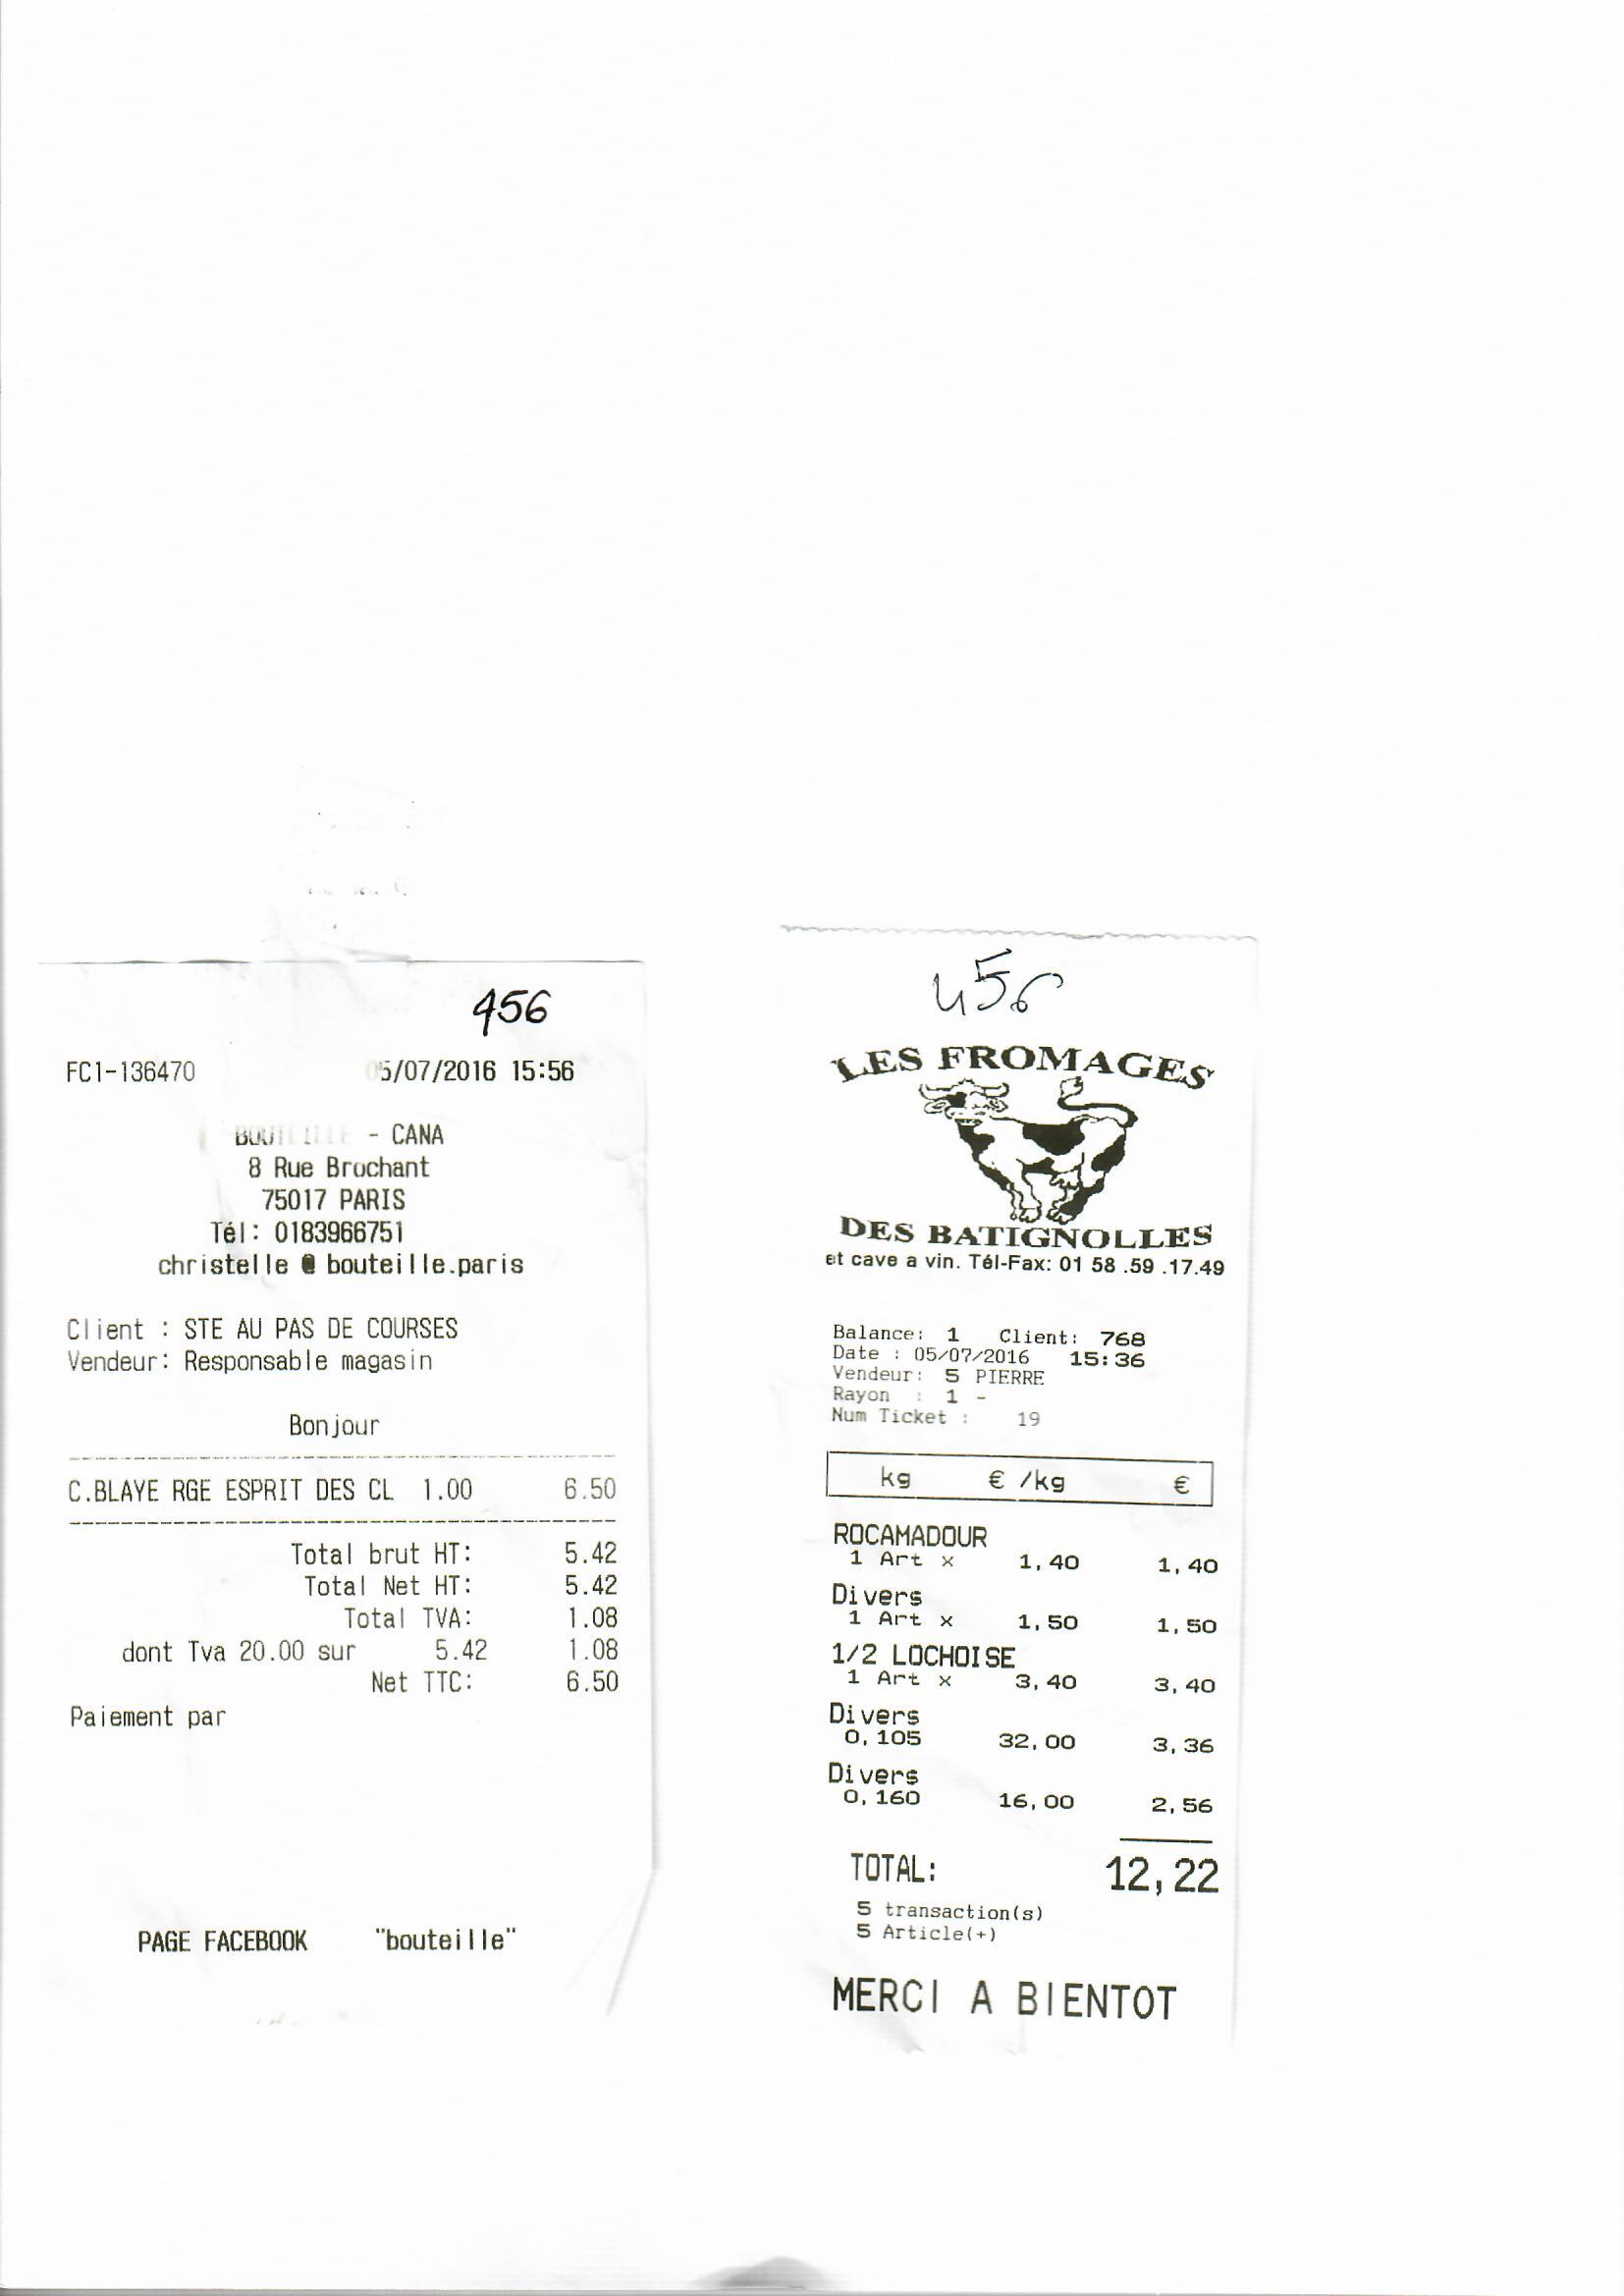 456
FC1-136470 05/07/2016 15:56
BOUTEILLE - CANA
8 Rue Brochant
75017 PARIS
Tél: 0183966751
christelle @ bouteille.paris
Client : STE AU PAS DE COURSES
Vendeur: Responsable magasin
Bonjour
C.BLAYE RGE ESPRIT DES CL 1.00 6.50
Total brut HT: 5.42
Total Net HT: 5.42
Total TVA: 1.08
dont Tva 20.00 sur 5.42 1.08
Net TTC: 6.50
Paiement par
PAGE FACEBOOK "bouteille"
456
LES FROMAGES
DES BATIGNOLLES
et cave a vin. Tél-Fax: 01 58 .59 .17.49
Balance: 1 Client: 768
Date : 05/07/2016 15:36
Vendeur: 5 PIERRE
Rayon : 1 -
Num Ticket : 19
kg € /kg €
ROCAMADOUR
1 Art x 1,40 1,40
Divers
1 Art x 1,50 1,50
1/2 LOCHOISE
1 Art x 3,40 3,40
Divers
0,105 32,00 3,36
Divers
0,160 16,00 2,56
TOTAL: 12,22
5 transaction(s)
5 Article(+)
MERCI A BIENTOT